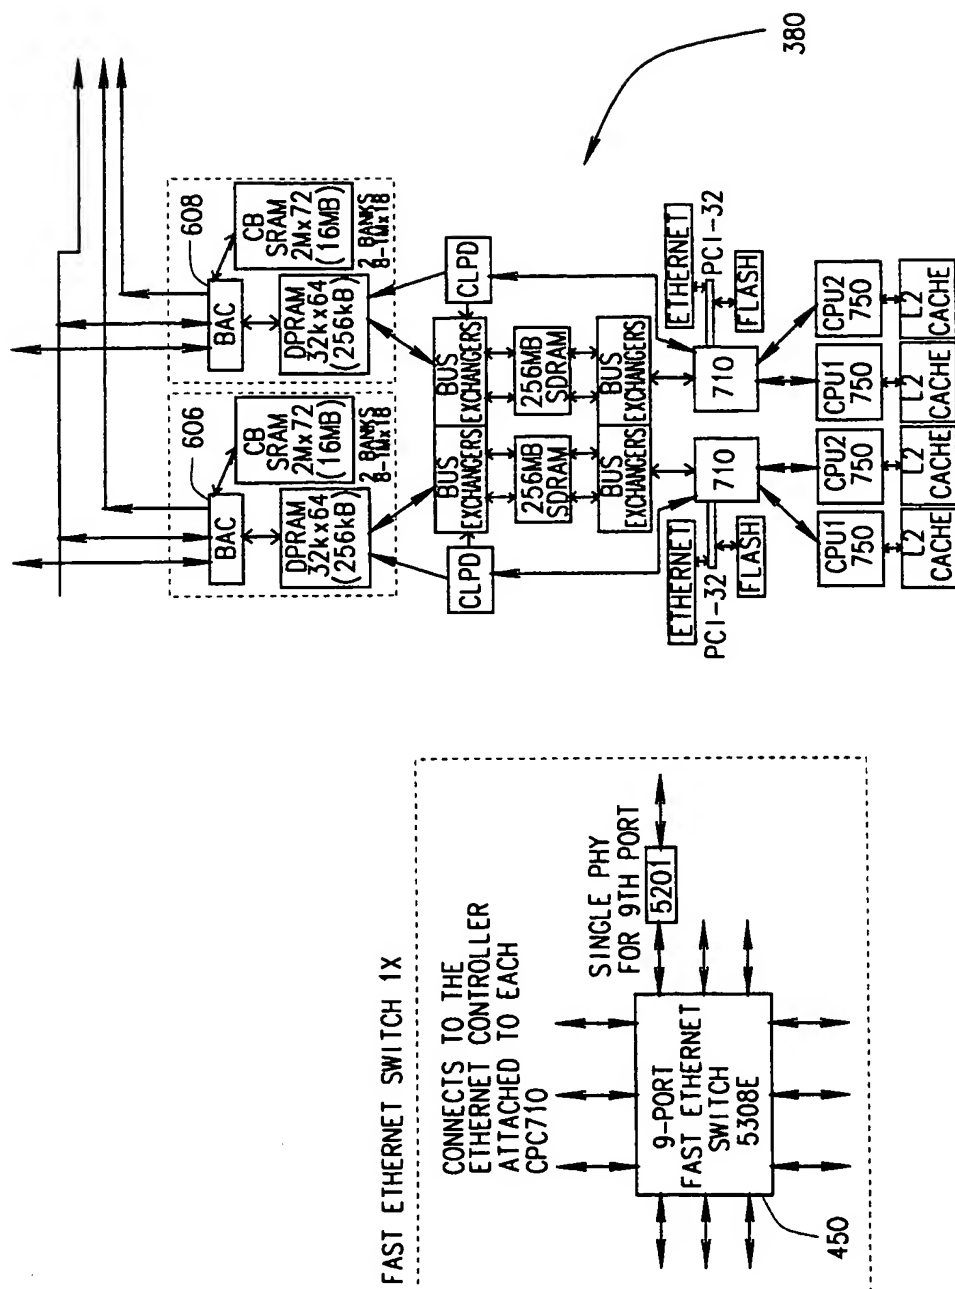 606
BAC
CB
SRAM
2Mx72
(16MB)
2 BANKS
8-1Mx18
DPRAM
32kx64
(256kB)
608
BAC
CB
SRAM
2Mx72
(16MB)
2 BANKS
8-1Mx18
DPRAM
32kx64
(256kB)
CLPD
BUS
EXCHANGERS
BUS
EXCHANGERS
CLPD
256MB
SDRAM
256MB
SDRAM
BUS
EXCHANGERS
BUS
EXCHANGERS
380
ETHERNET
PCI-32
FLASH
710
710
ETHERNET
PCI-32
FLASH
CPU1
750
CPU2
750
CPU1
750
CPU2
750
L2
CACHE
L2
CACHE
L2
CACHE
L2
CACHE
FAST ETHERNET SWITCH 1X
CONNECTS TO THE
ETHERNET CONTROLLER
ATTACHED TO EACH
CPC710
SINGLE PHY
FOR 9TH PORT
5201
9-PORT
FAST ETHERNET
SWITCH
5308E
450